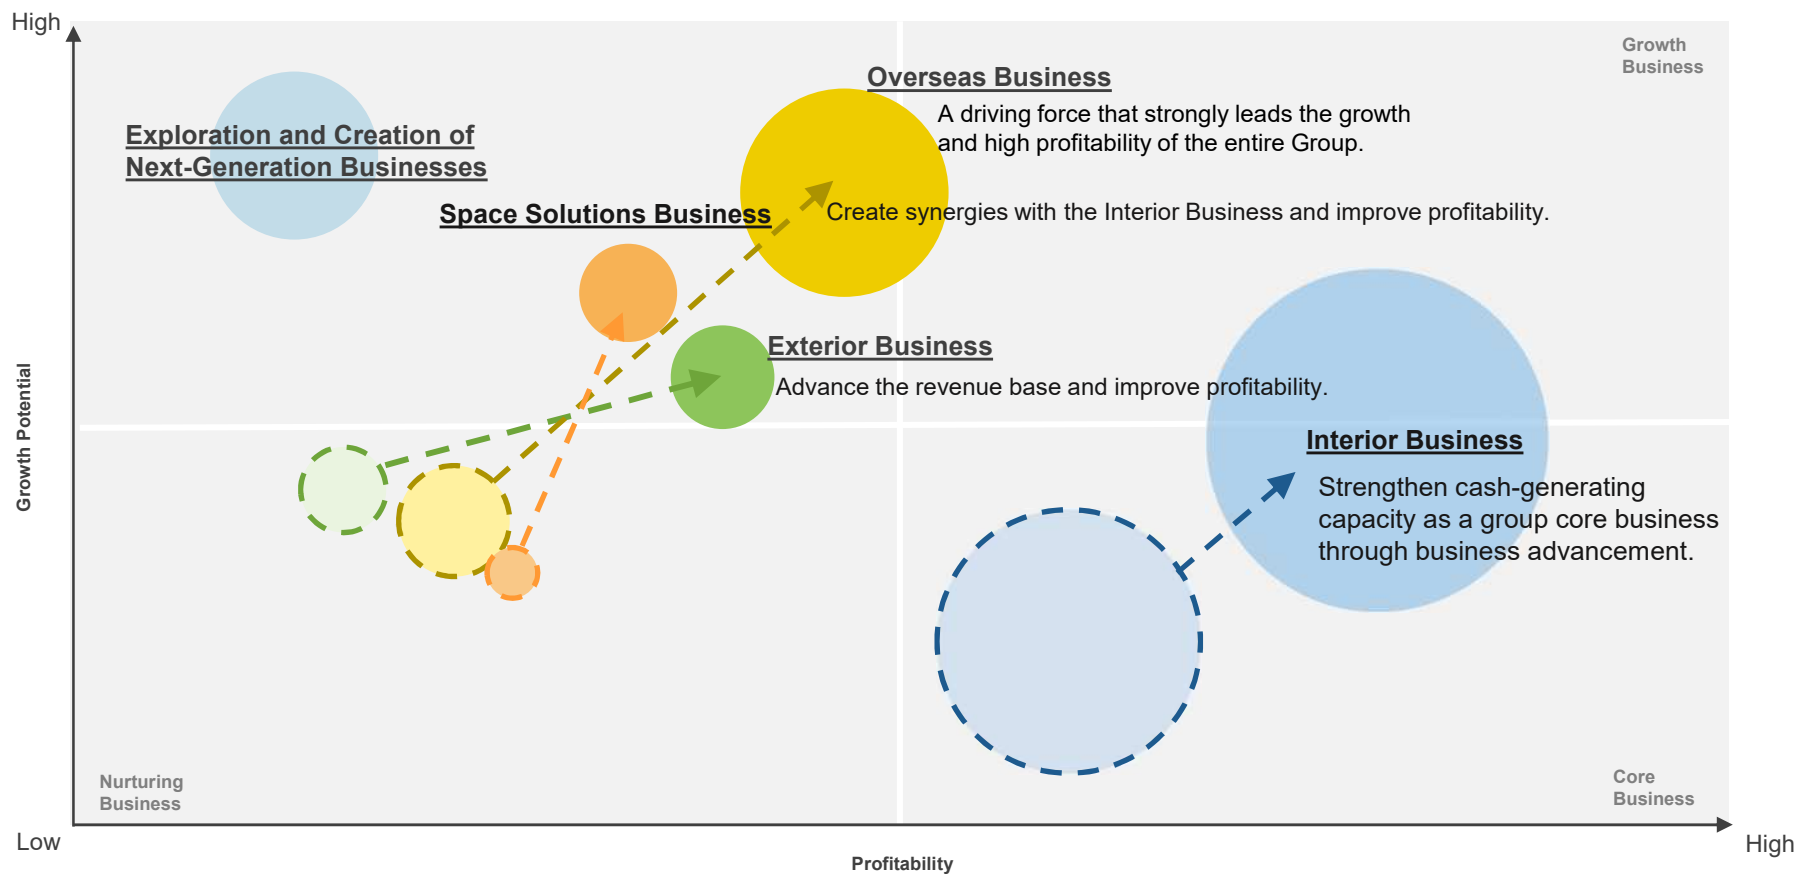 High
Growth
Business
Overseas Business
A driving force that strongly leads the growth
and high profitability of the entire Group.
Exploration and Creation of
Next-Generation Businesses
Space Solutions Business
Create synergies with the Interior Business and improve profitability.
Exterior Business
Advance the revenue base and improve profitability.
Growth Potential
Interior Business
Strengthen cash-generating
capacity as a group core business
through business advancement.
Nurturing
Business
Core
Business
Low
Profitability
High